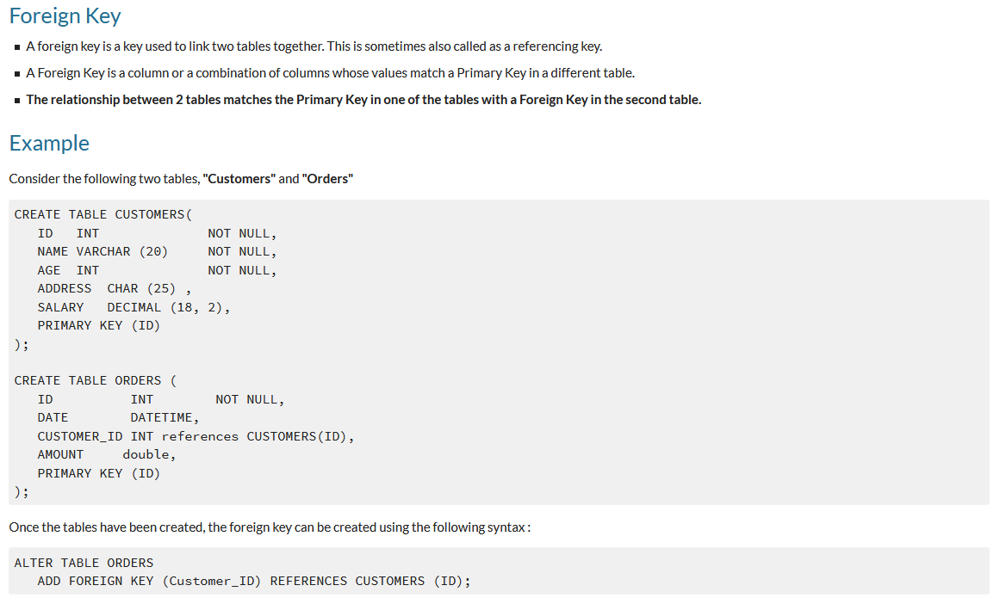 Foreign Key
▪ A foreign key is a key used to link two tables together. This is sometimes also called as a referencing key.
▪ A Foreign Key is a column or a combination of columns whose values match a Primary Key in a different table.
▪ The relationship between 2 tables matches the Primary Key in one of the tables with a Foreign Key in the second table.
Example
Consider the following two tables, "Customers" and "Orders"
CREATE TABLE CUSTOMERS(
   ID   INT              NOT NULL,
   NAME VARCHAR (20)     NOT NULL,
   AGE  INT              NOT NULL,
   ADDRESS  CHAR (25) ,
   SALARY   DECIMAL (18, 2),
   PRIMARY KEY (ID)
);
CREATE TABLE ORDERS (
   ID          INT        NOT NULL,
   DATE        DATETIME,
   CUSTOMER_ID INT references CUSTOMERS(ID),
   AMOUNT     double,
   PRIMARY KEY (ID)
);
Once the tables have been created, the foreign key can be created using the following syntax :
ALTER TABLE ORDERS
   ADD FOREIGN KEY (Customer_ID) REFERENCES CUSTOMERS (ID);